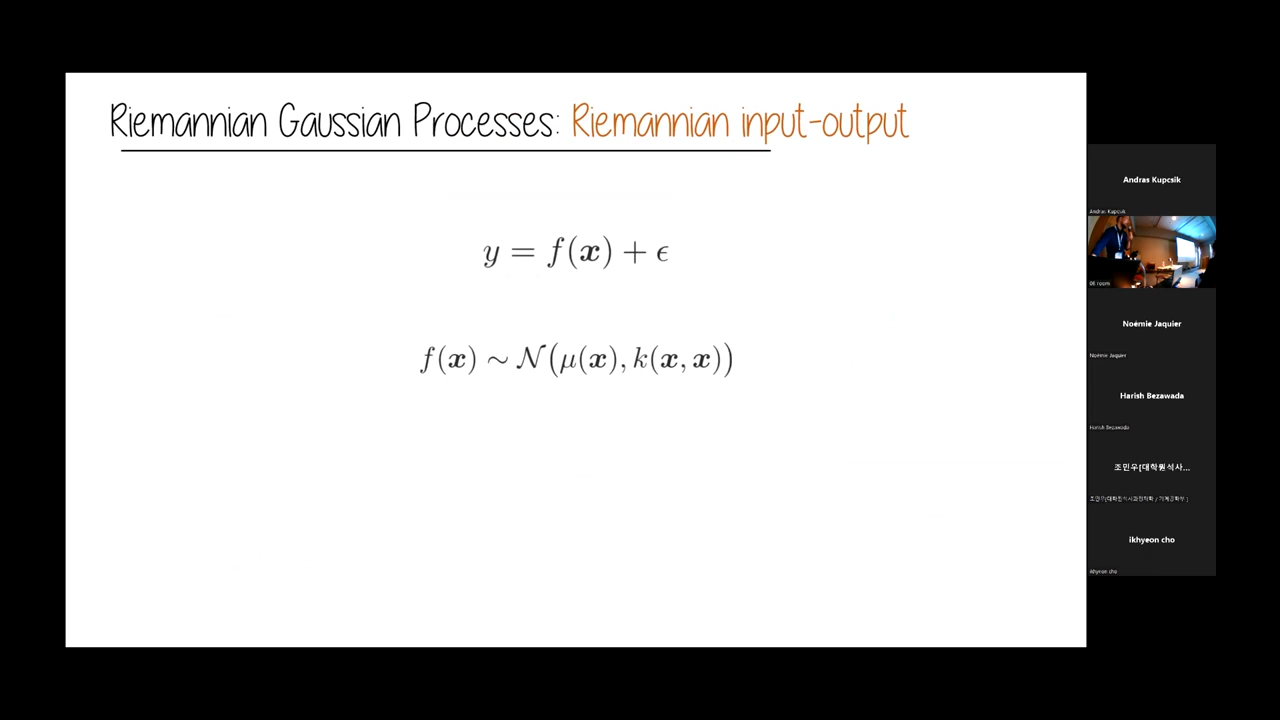 Riemannian Gaussian Processes: Riemannian input-output
y = f(x) + ϵ
f(x) ∼ 𝒩(μ(x), k(x, x))
Andras Kupcsik
Andras Kupcsik
Noémie Jaquier
Noémie Jaquier
Harish Bezawada
Harish Bezawada
조민우[대학원석사...
ikhyeon cho
ikhyeon cho